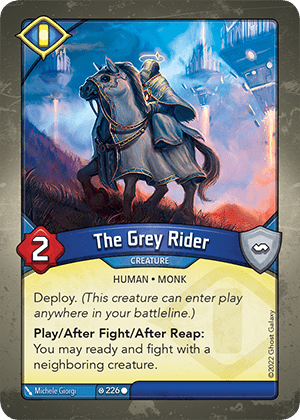 The Grey Rider
CREATURE
2
HUMAN • MONK
Deploy. (This creature can enter play
anywhere in your battleline.)
Play/After Fight/After Reap:
You may ready and fight with a
neighboring creature.
©2022 Ghost Galaxy
Michele Giorgi
226